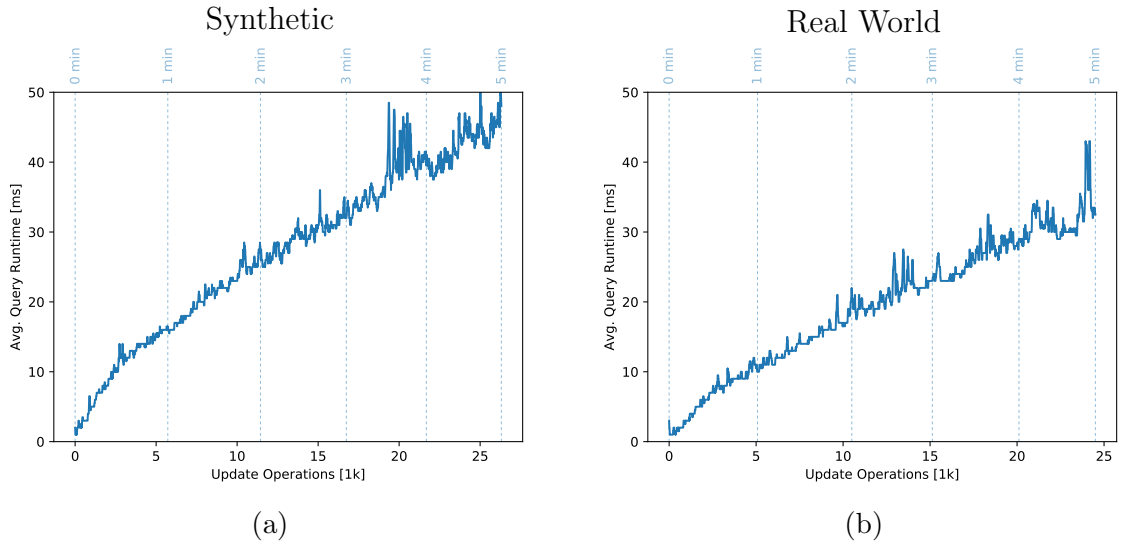 Synthetic
0 min
1 min
2 min
3 min
4 min
5 min
50
40
30
20
10
0
Avg. Query Runtime [ms]
0
5
10
15
20
25
Update Operations [1k]
(a)
Real World
0 min
1 min
2 min
3 min
4 min
5 min
50
40
30
20
10
0
Avg. Query Runtime [ms]
0
5
10
15
20
25
Update Operations [1k]
(b)